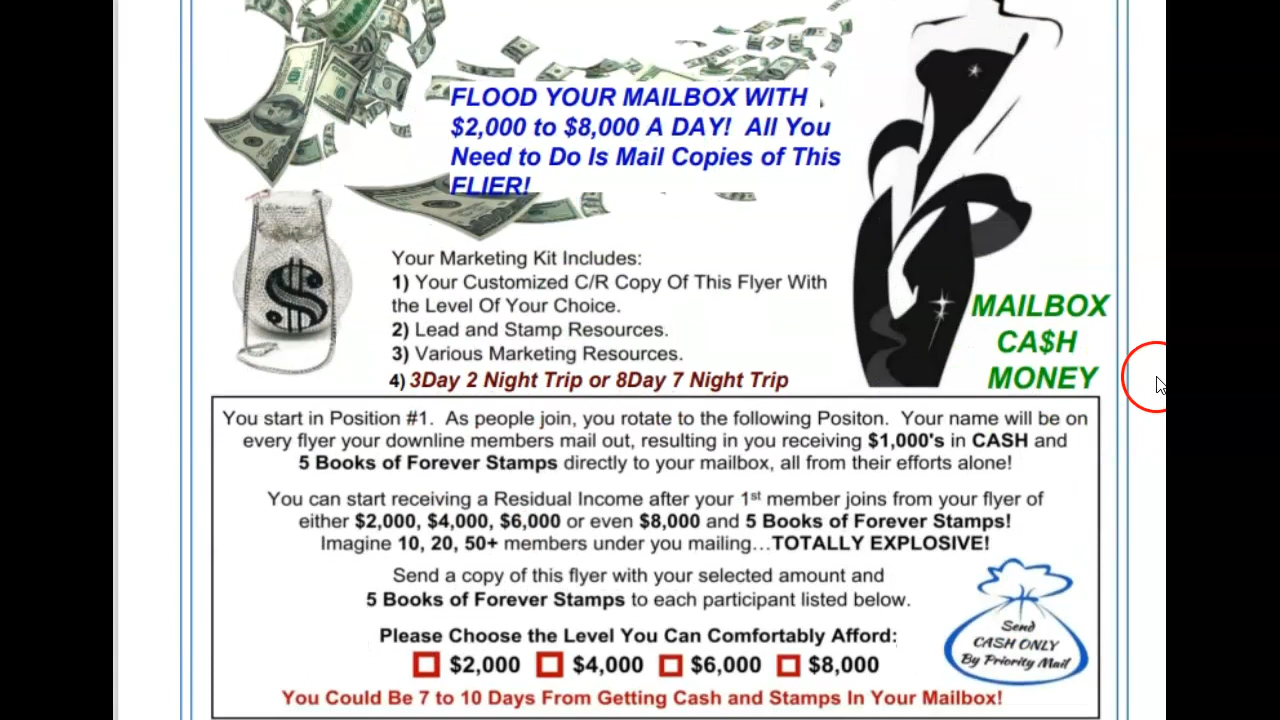 FLOOD YOUR MAILBOX WITH
$2,000 to $8,000 A DAY! All You
Need to Do Is Mail Copies of This
FLIER!
Your Marketing Kit Includes:
1) Your Customized C/R Copy Of This Flyer With
the Level Of Your Choice.
2) Lead and Stamp Resources.
3) Various Marketing Resources.
4) 3Day 2 Night Trip or 8Day 7 Night Trip
MAILBOX
CA$H
MONEY
You start in Position #1. As people join, you rotate to the following Positon. Your name will be on
every flyer your downline members mail out, resulting in you receiving $1,000's in CASH and
5 Books of Forever Stamps directly to your mailbox, all from their efforts alone!
You can start receiving a Residual Income after your 1st member joins from your flyer of
either $2,000, $4,000, $6,000 or even $8,000 and 5 Books of Forever Stamps!
Imagine 10, 20, 50+ members under you mailing…TOTALLY EXPLOSIVE!
Send a copy of this flyer with your selected amount and
5 Books of Forever Stamps to each participant listed below.
Please Choose the Level You Can Comfortably Afford:
$2,000 $4,000 $6,000 $8,000
You Could Be 7 to 10 Days From Getting Cash and Stamps In Your Mailbox!
Send
CASH ONLY
By Priority Mail